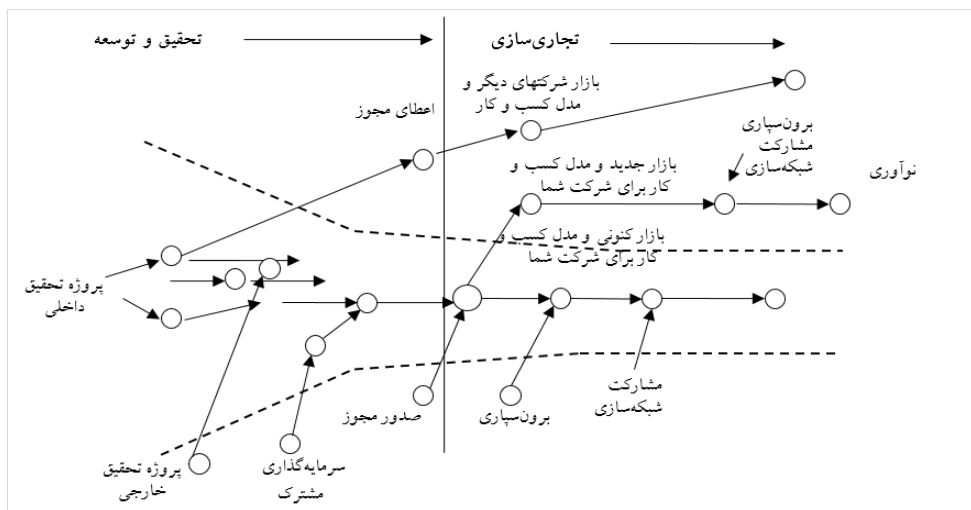 تحقیق و توسعه
تجاری‌سازی
بازار شرکتهای دیگر و
مدل کسب و کار
اعطای مجوز
برون‌سپاری
مشارکت
شبکه‌سازی
نوآوری
بازار جدید و مدل کسب و
کار برای شرکت شما
بازار کنونی و مدل کسب و
کار برای شرکت شما
پروژه تحقیق
داخلی
مشارکت
شبکه‌سازی
برون‌سپاری
صدور مجوز
سرمایه‌گذاری
مشترک
پروژه تحقیق
خارجی